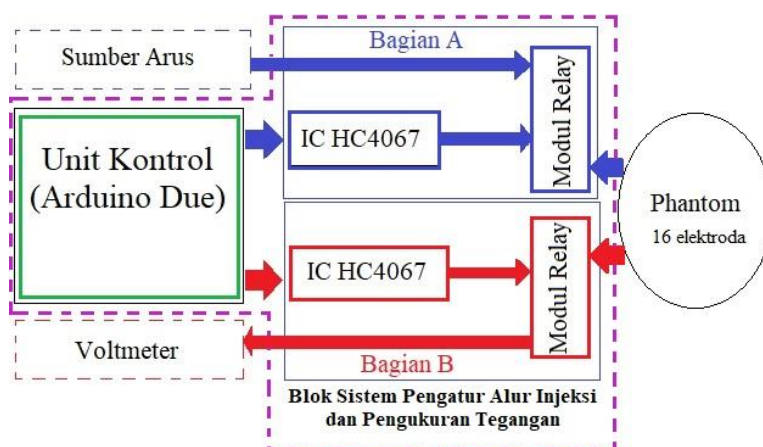 Sumber Arus
Bagian A
Modul Relay
IC HC4067
Unit Kontrol
(Arduino Due)
Phantom
16 elektroda
IC HC4067
Modul Relay
Voltmeter
Bagian B
Blok Sistem Pengatur Alur Injeksi
dan Pengukuran Tegangan